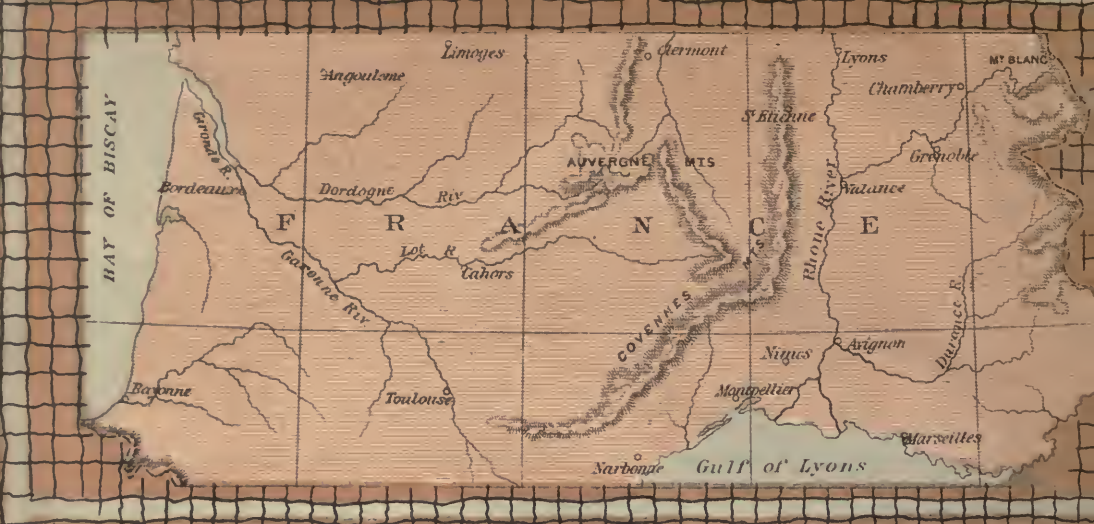 Limoges
Clermont
Lyons
Mt BLANC
Angouleme
Chamberry
BAY OF BISCAY
Gironde R.
St Etienne
AUVERGNE MTS
Grenoble
Bordeaux
Dordogne Riv
Rhone River
Valance
FRANCE
Garonne Riv
Lot R
Cahors
COVENNES MTS
Durance R.
Nimes
Avignon
Bayonne
Toulouse
Montpellier
Marseilles
Narbonne
Gulf of Lyons